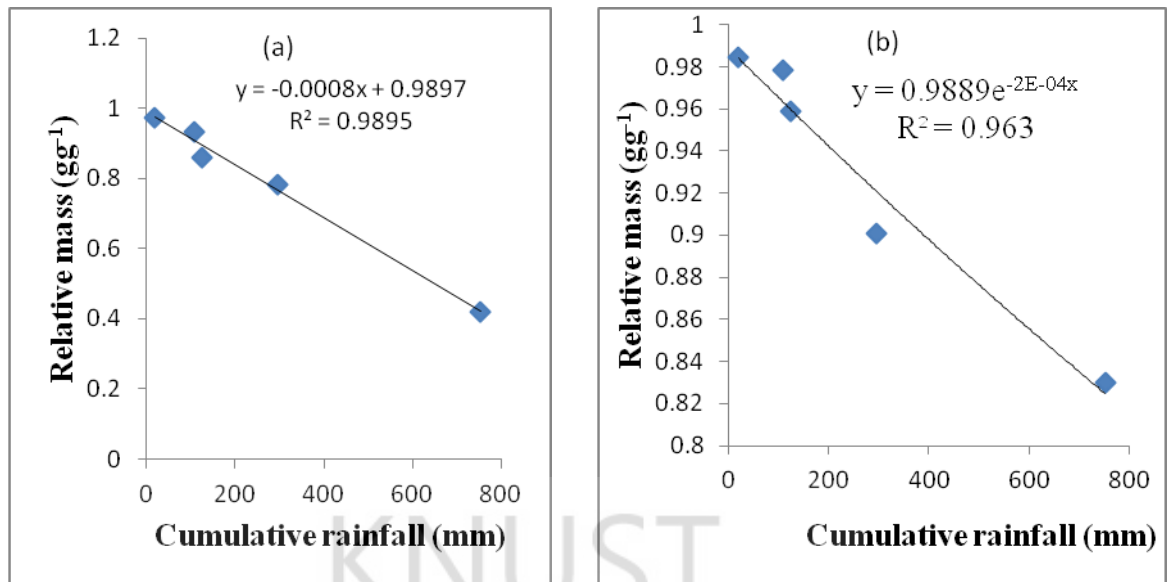 (a)
y = -0.0008x + 0.9897
R² = 0.9895
Relative mass (gg⁻¹)
1.2
1
0.8
0.6
0.4
0.2
0
0 200 400 600 800
Cumulative rainfall (mm)
(b)
y = 0.9889e^-2E-04x
R² = 0.963
Relative mass (gg⁻¹)
1
0.98
0.96
0.94
0.92
0.9
0.88
0.86
0.84
0.82
0.8
0 200 400 600 800
Cumulative rainfall (mm)
KNUST